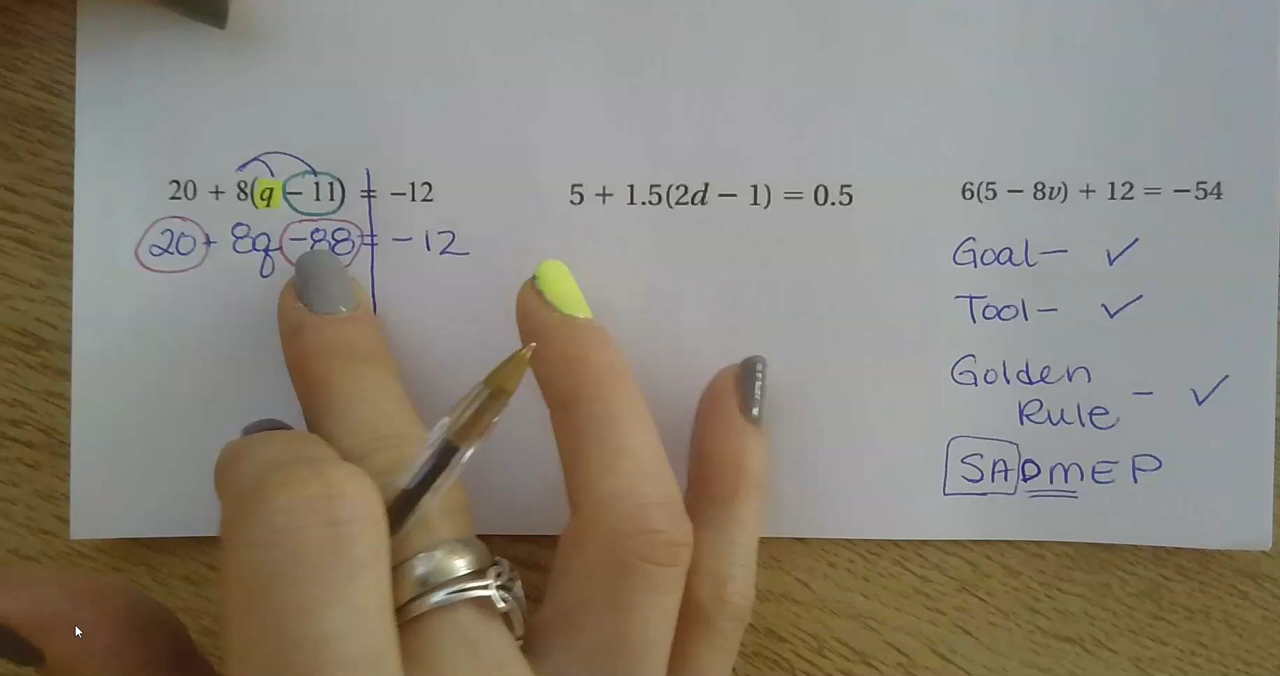 20 + 8(q − 11) = −12
20 + 8q −88 = −12
5 + 1.5(2d − 1) = 0.5
6(5 − 8v) + 12 = −54
Goal— ✓
Tool— ✓
Golden Rule — ✓
SADMEP